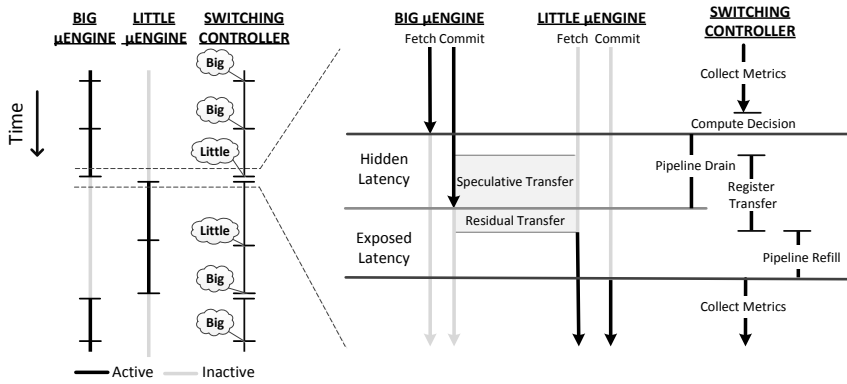 BIG
μENGINE
LITTLE
μENGINE
SWITCHING
CONTROLLER
Time
Big
Big
Little
Little
Big
Big
Active
Inactive
BIG μENGINE
Fetch Commit
LITTLE μENGINE
Fetch Commit
SWITCHING
CONTROLLER
Collect Metrics
Compute Decision
Hidden
Latency
Speculative Transfer
Pipeline Drain
Register
Transfer
Residual Transfer
Exposed
Latency
Pipeline Refill
Collect Metrics